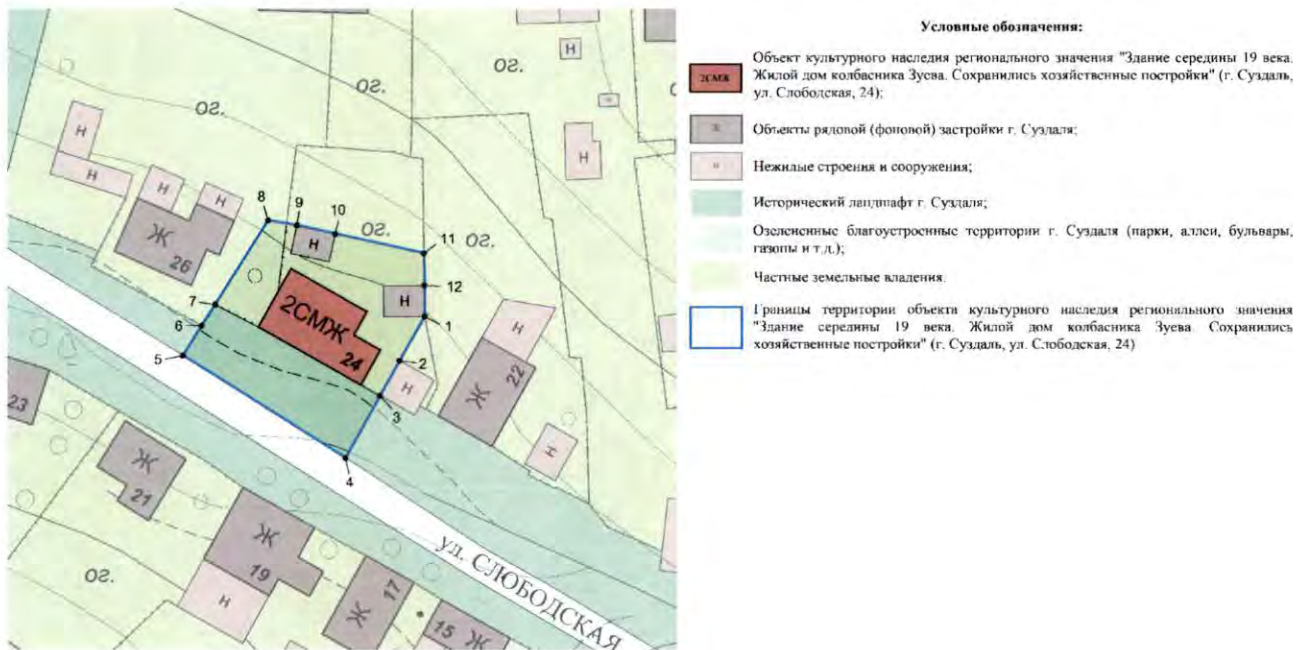 Условные обозначения:
2СМЖ
Объект культурного наследия регионального значения "Здание середины 19 века.
Жилой дом колбасника Зуева. Сохранились хозяйственные постройки" (г. Суздаль,
ул. Слободская, 24);
Ж
Объекты рядовой (фоновой) застройки г. Суздаля;
Н
Нежилые строения и сооружения;
Исторический ландшафт г. Суздаля;
Озелененные благоустроенные территории г. Суздаля (парки, аллеи, бульвары,
газоны и т.д.);
Частные земельные владения.
Границы территории объекта культурного наследия регионального значения
"Здание середины 19 века. Жилой дом колбасника Зуева Сохранились
хозяйственные постройки" (г. Суздаль, ул. Слободская, 24)
Н
ог.
ог.
ог.
ог.
Н
Н
Н
Н
Н
Н
8
9
10
ог.
11
ог.
Н
Ж
26
12
Н
7
2СМЖ
24
1
6
5
2
Н
3
Н
Ж
22
Н
4
23
Ж
21
Ж
19
ог.
Н
Ж
17
15
Ж
ул. СЛОБОДСКАЯ